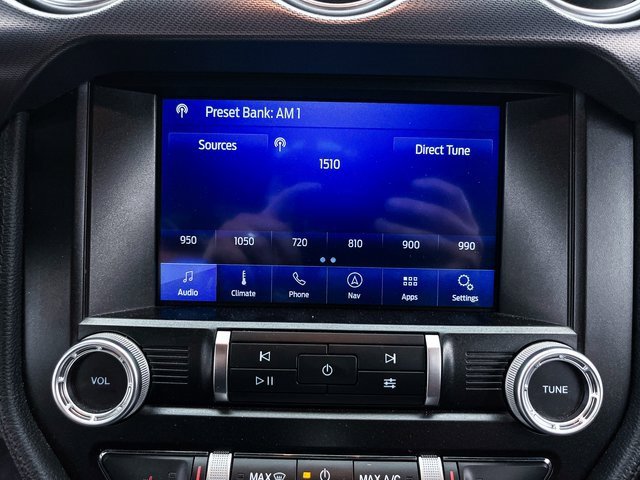 Preset Bank: AM 1
Sources
Direct Tune
1510
950 1050 720 810 900 990
Audio Climate Phone Nav Apps Settings
VOL
TUNE
MAX
MAX A/C